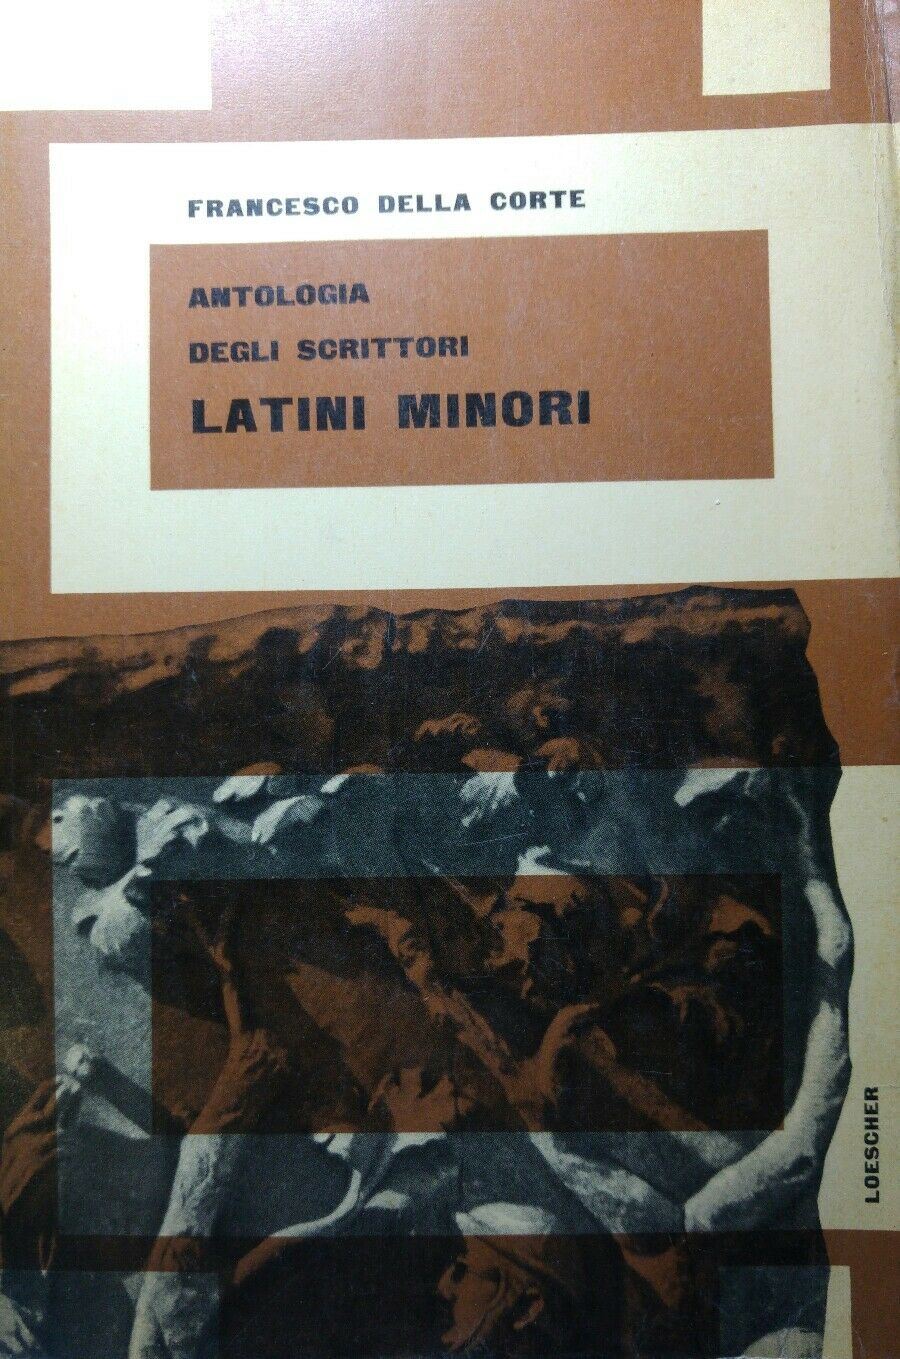 FRANCESCO DELLA CORTE
ANTOLOGIA
DEGLI SCRITTORI
LATINI MINORI
LOESCHER